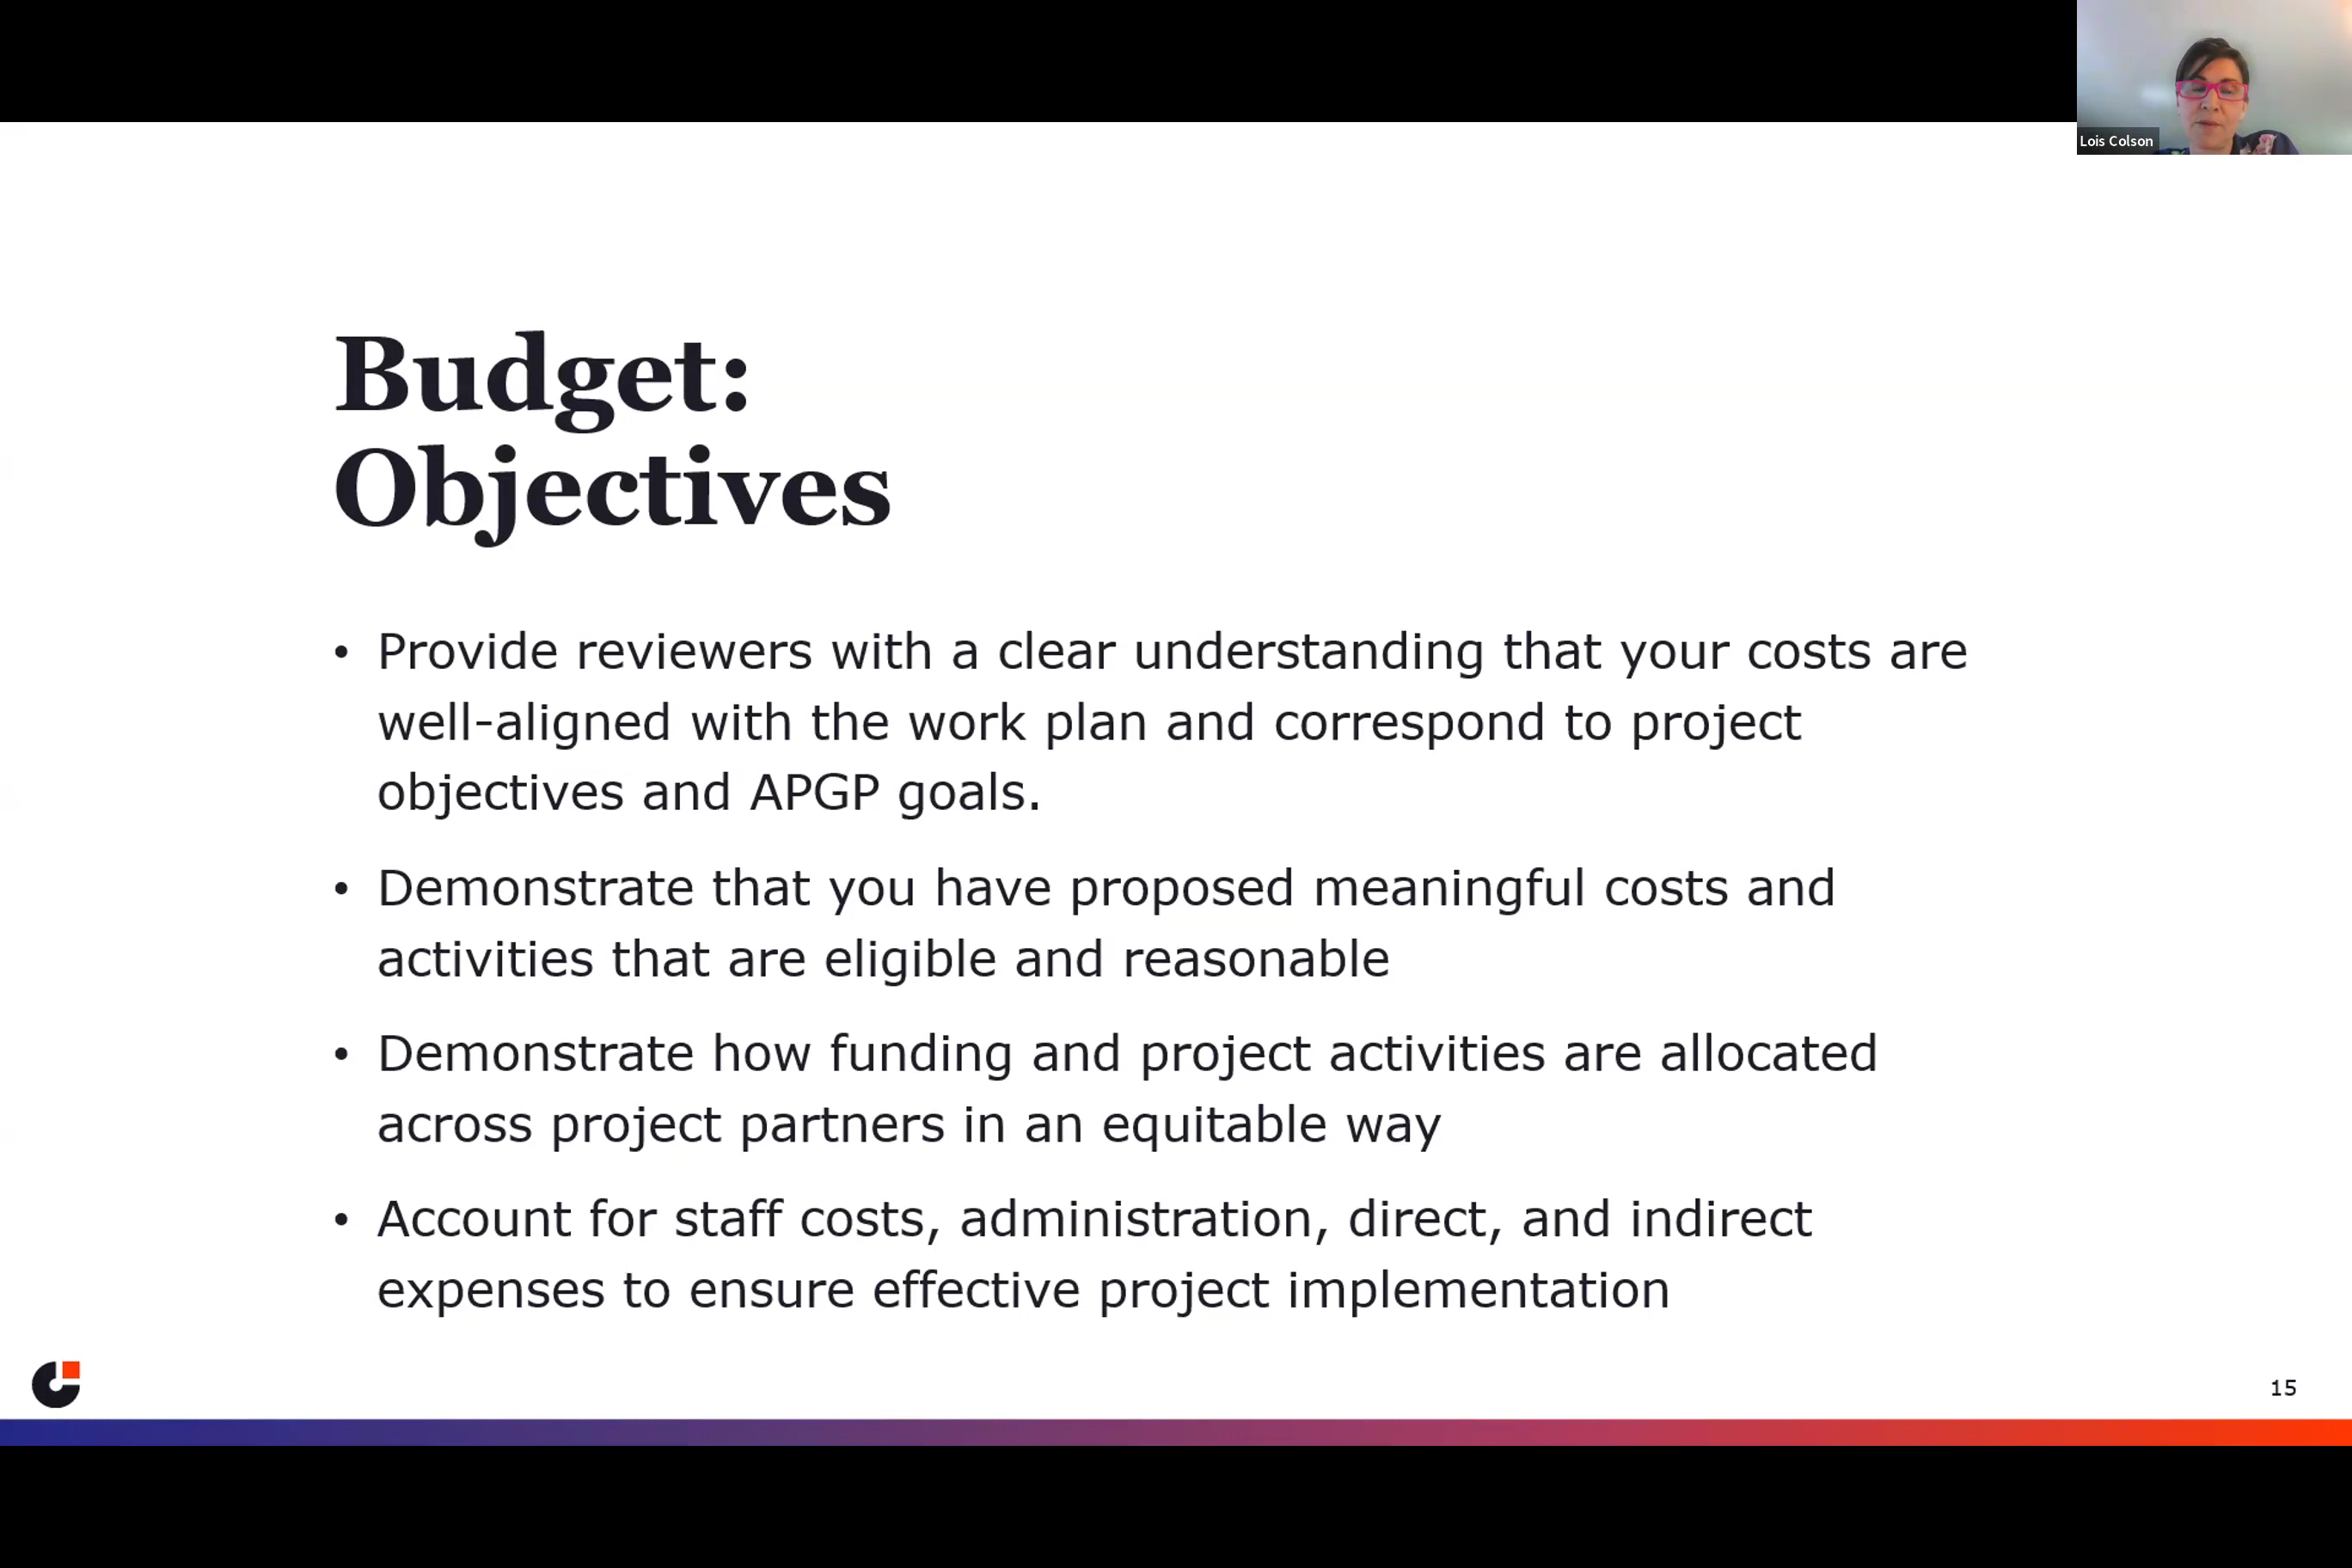 Lois Colson
Budget:
Objectives
• Provide reviewers with a clear understanding that your costs are
well-aligned with the work plan and correspond to project
objectives and APGP goals.
• Demonstrate that you have proposed meaningful costs and
activities that are eligible and reasonable
• Demonstrate how funding and project activities are allocated
across project partners in an equitable way
• Account for staff costs, administration, direct, and indirect
expenses to ensure effective project implementation
15